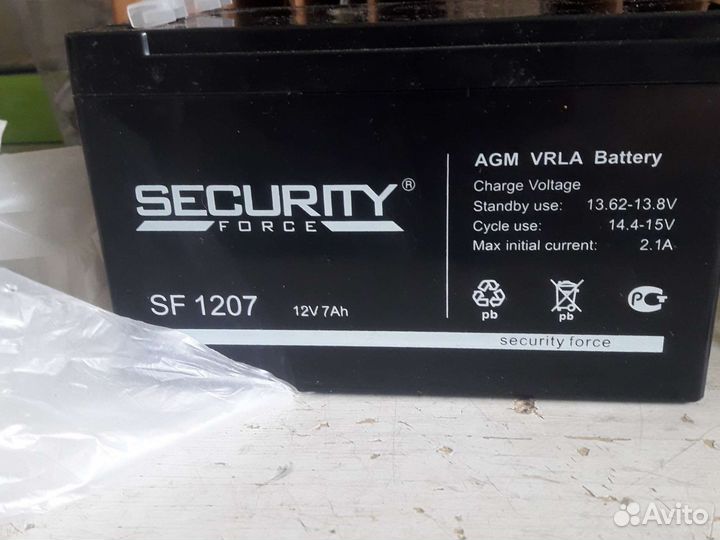 SECURITY®
FORCE
SF 1207 12V 7Ah
AGM VRLA Battery
Charge Voltage
Standby use: 13.62-13.8V
Cycle use: 14.4-15V
Max initial current: 2.1A
pb pb
РСТ
security force
Avito